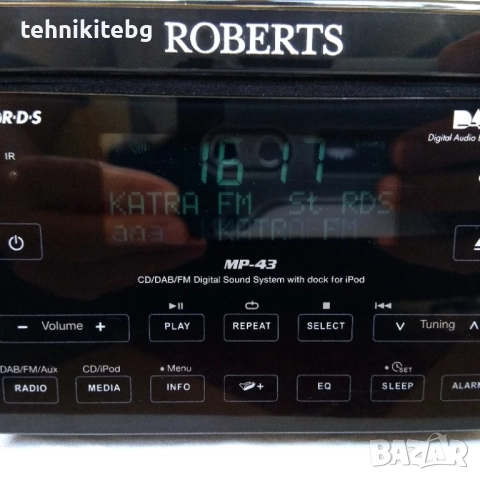 tehnikitebg
ROBERTS
R·D·S
Digital Audio
IR
16 17
KATRA FM St RDS
KATRA FM
MP-43
CD/DAB/FM Digital Sound System with dock for iPod
− Volume +
PLAY
REPEAT
SELECT
Tuning
DAB/FM/Aux
CD/iPod
• Menu
• SET
RADIO
MEDIA
INFO
+
EQ
SLEEP
ALARM
BAZAR